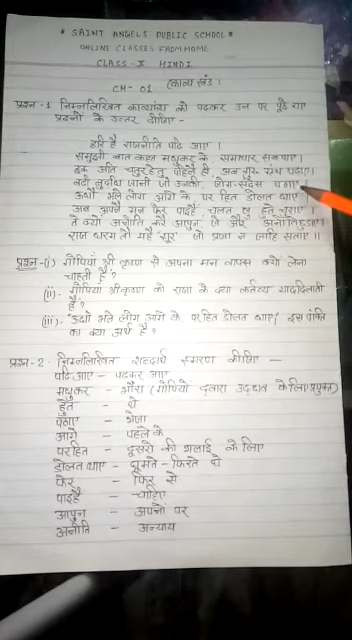 * SAINT ANGELS PUBLIC SCHOOL *
ONLINE CLASSES FROM HOME
CLASS - X HINDI
CH - 01 (काव्य खंड)
प्रश्न - 1 निम्नलिखित काव्यांश को पढ़कर उन पर पूछे गए
प्रश्नों के उत्तर दीजिए -
हरि हैं राजनीति पढि आए ।
समुझी बात कहत मधुकर के, समाचार सब पाए।
इक अति चतुर हुते पहिले ही, अब गुरु ग्रंथ पढाए।
बढ़ी बुद्धि जानी जो उनकी, जोग-सँदेस पठाए।
ऊधौ भले लोग आगे के, पर हित डोलत धाए।
अब अपनै मन फेर पाइहैं, चलत जु हुते चुराए।
ते क्यौं अनीति करैं आपुन, जे और अनीति छुड़ाए।
राज धरम तौ यहै 'सूर', जो प्रजा न जाहिं सताए ।।
प्रश्न - (i) गोपियाँ श्री कृष्ण से अपना मन वापस क्यों लेना
चाहती हैं ?
(ii) - गोपियाँ श्रीकृष्ण को राजा के क्या कर्तव्य याद दिलाती
हैं ?
(iii) - 'ऊधौ भले लोग आगे के, पर हित डोलत धाए।' इस पंक्ति
का क्या अर्थ है ?
प्रश्न - 2 - निम्नलिखित शब्दार्थ स्मरण कीजिए -
पढि आए - पढ़कर आए
मधुकर - भौंरा (गोपियों द्वारा उद्धव के लिए प्रयुक्त)
हुते - थे
पठाए - भेजा
आगे - पहले के
परहित - दूसरो की भलाई के लिए
डोलत धाए - घूमते-फिरते थे
फेर - फिर से
पाइहैं - चाहिए
आपुन - अपनों पर
अनीति - अन्याय